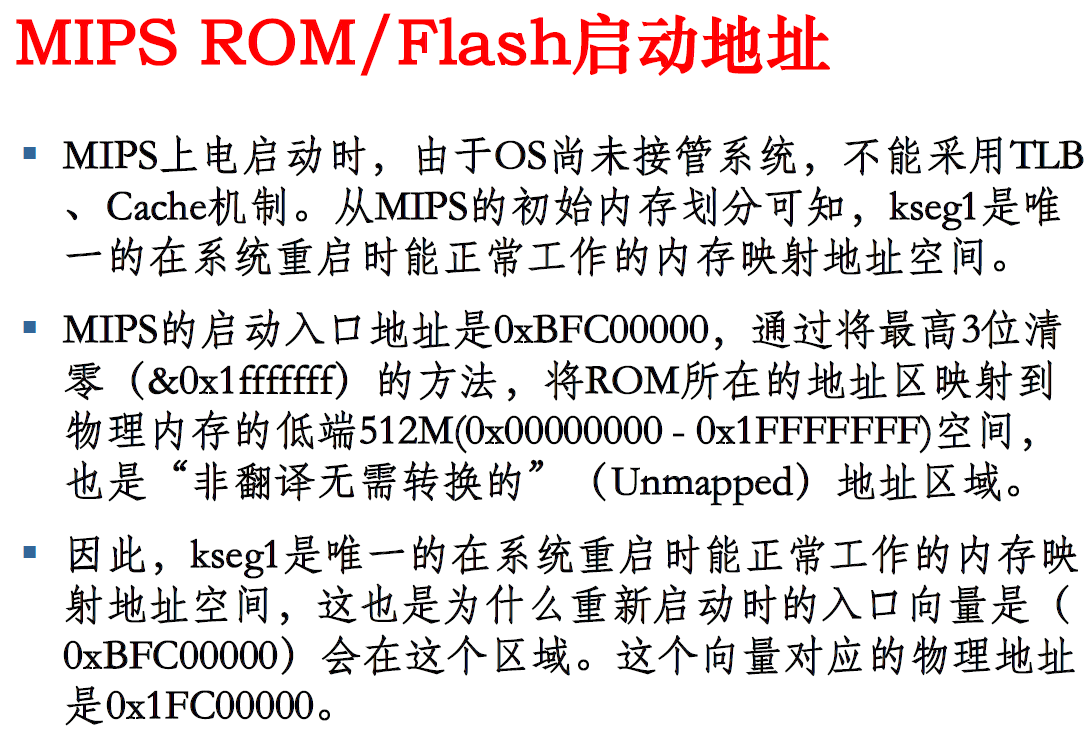 MIPS ROM/Flash启动地址
▪ MIPS上电启动时，由于OS尚未接管系统，不能采用TLB
、Cache机制。从MIPS的初始内存划分可知，kseg1是唯
一的在系统重启时能正常工作的内存映射地址空间。
▪ MIPS的启动入口地址是0xBFC00000，通过将最高3位清
零（&0x1fffffff）的方法，将ROM所在的地址区映射到
物理内存的低端512M(0x00000000 - 0x1FFFFFFF)空间，
也是“非翻译无需转换的”（Unmapped）地址区域。
▪ 因此，kseg1是唯一的在系统重启时能正常工作的内存映
射地址空间，这也是为什么重新启动时的入口向量是（
0xBFC00000）会在这个区域。这个向量对应的物理地址
是0x1FC00000。